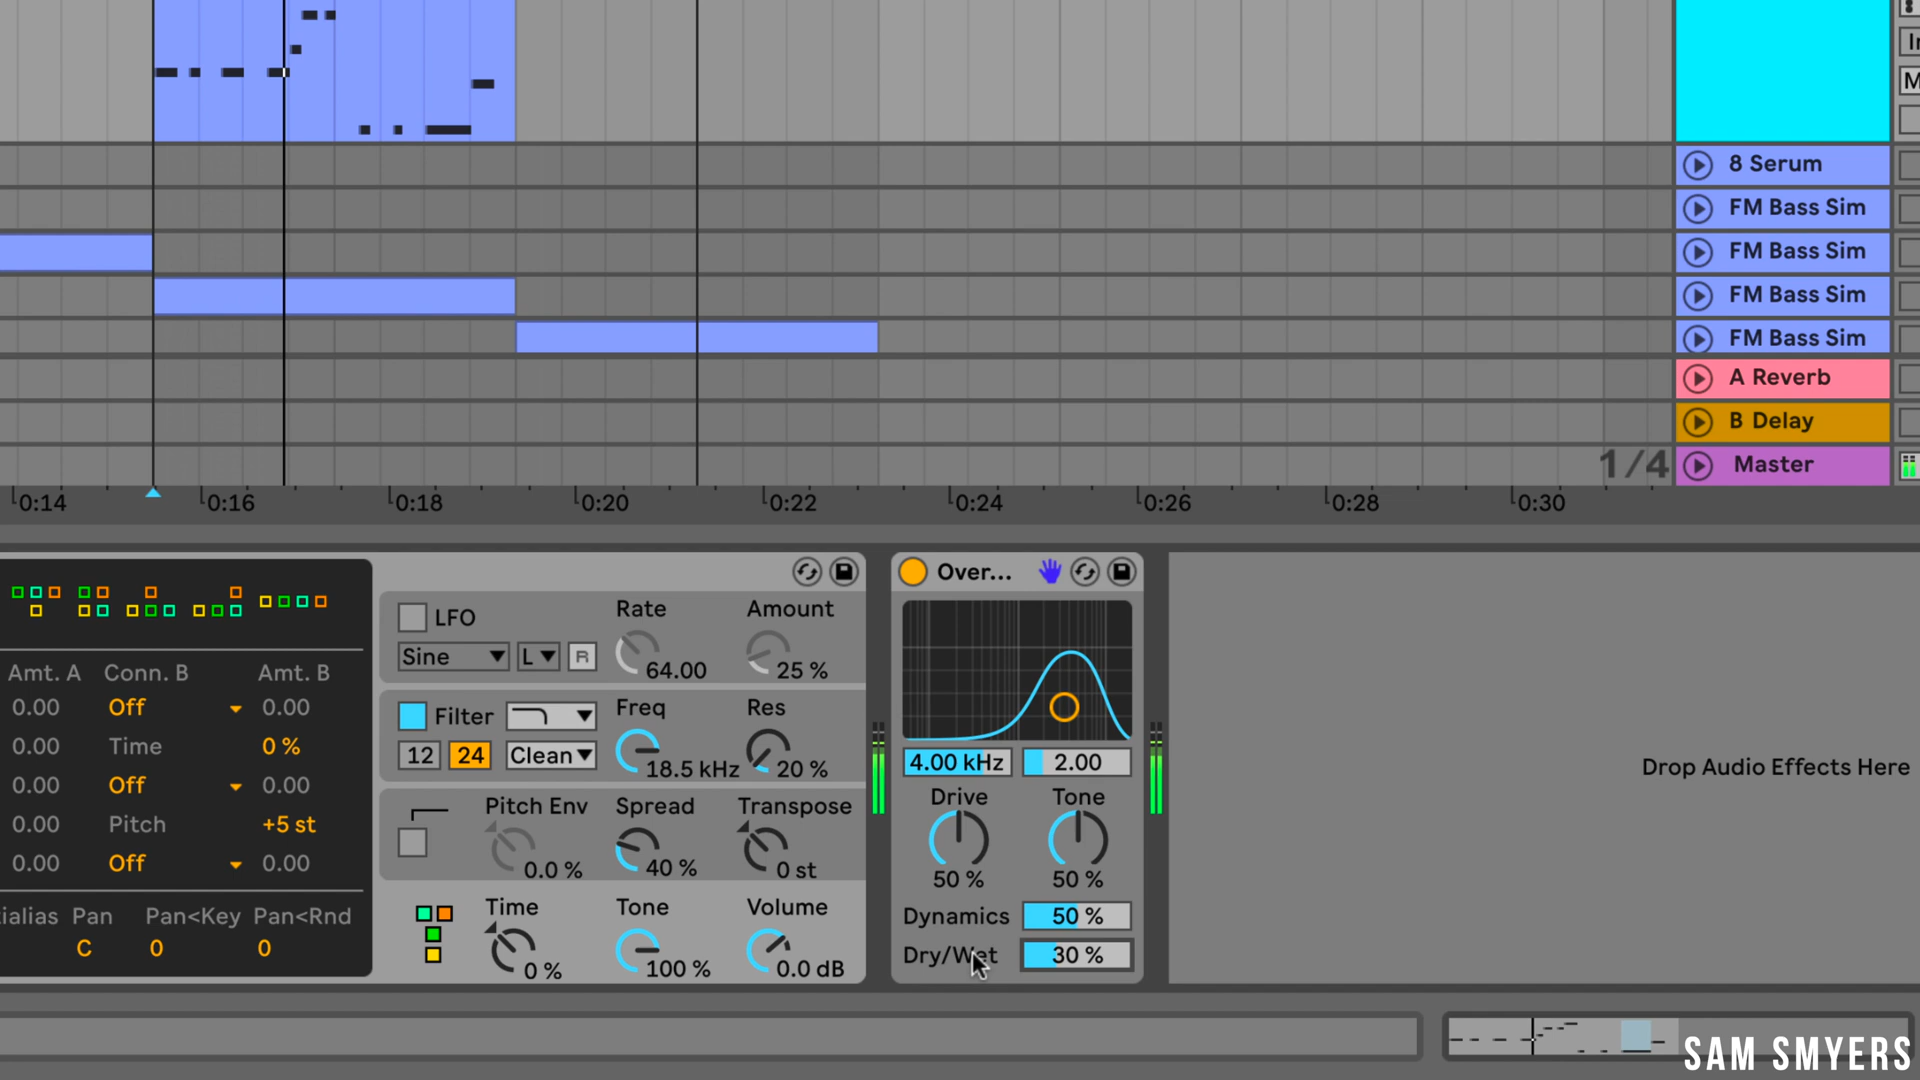 In
M
8 Serum
FM Bass Sim
FM Bass Sim
FM Bass Sim
FM Bass Sim
A Reverb
B Delay
1/4 Master
0:14 0:16 0:18 0:20 0:22 0:24 0:26 0:28 0:30
Over...
LFO Rate Amount
Sine L R 64.00 25 %
Amt. A Conn. B Amt. B
0.00 Off 0.00
0.00 Time 0 %
0.00 Off 0.00
0.00 Pitch +5 st
0.00 Off 0.00
ialias Pan Pan<Key Pan<Rnd
C 0 0
Filter Freq Res
12 24 Clean 18.5 kHz 20 %
Pitch Env Spread Transpose
0.0 % 40 % 0 st
Time Tone Volume
0 % 100 % 0.0 dB
4.00 kHz 2.00
Drive Tone
50 % 50 %
Dynamics 50 %
Dry/Wet 30 %
Drop Audio Effects Here
SAM SMYERS